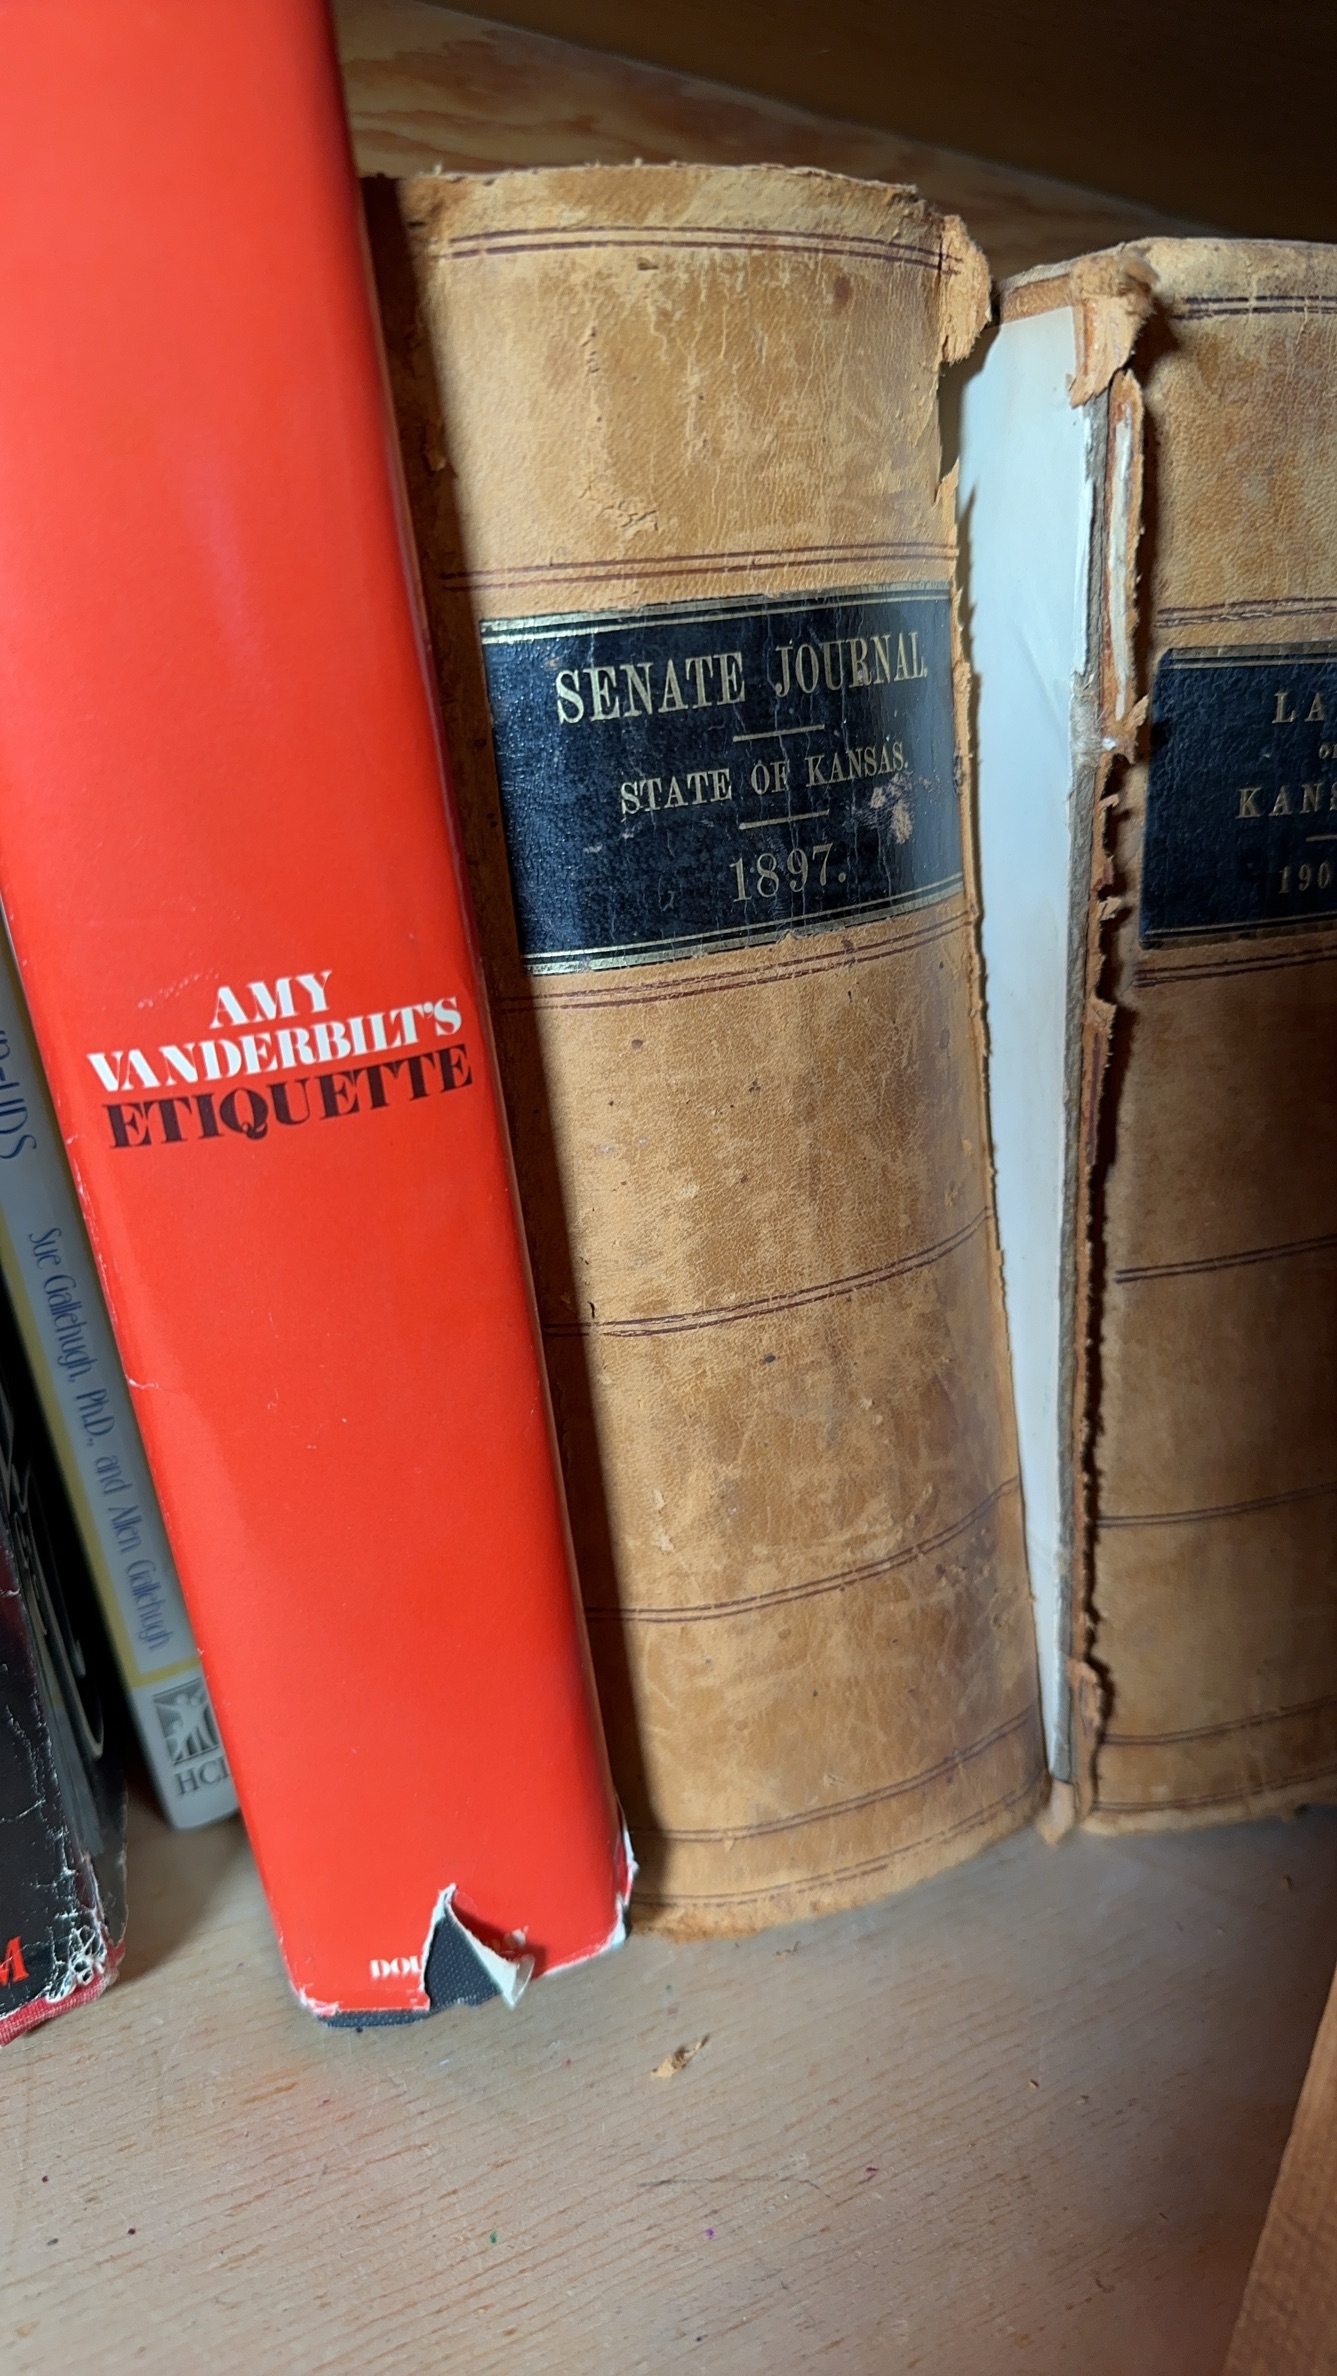 Sue Gallehugh, Ph.D., and Allen Gallehugh
AMY
VANDERBILT'S
ETIQUETTE
SENATE JOURNAL.
STATE OF KANSAS.
1897.